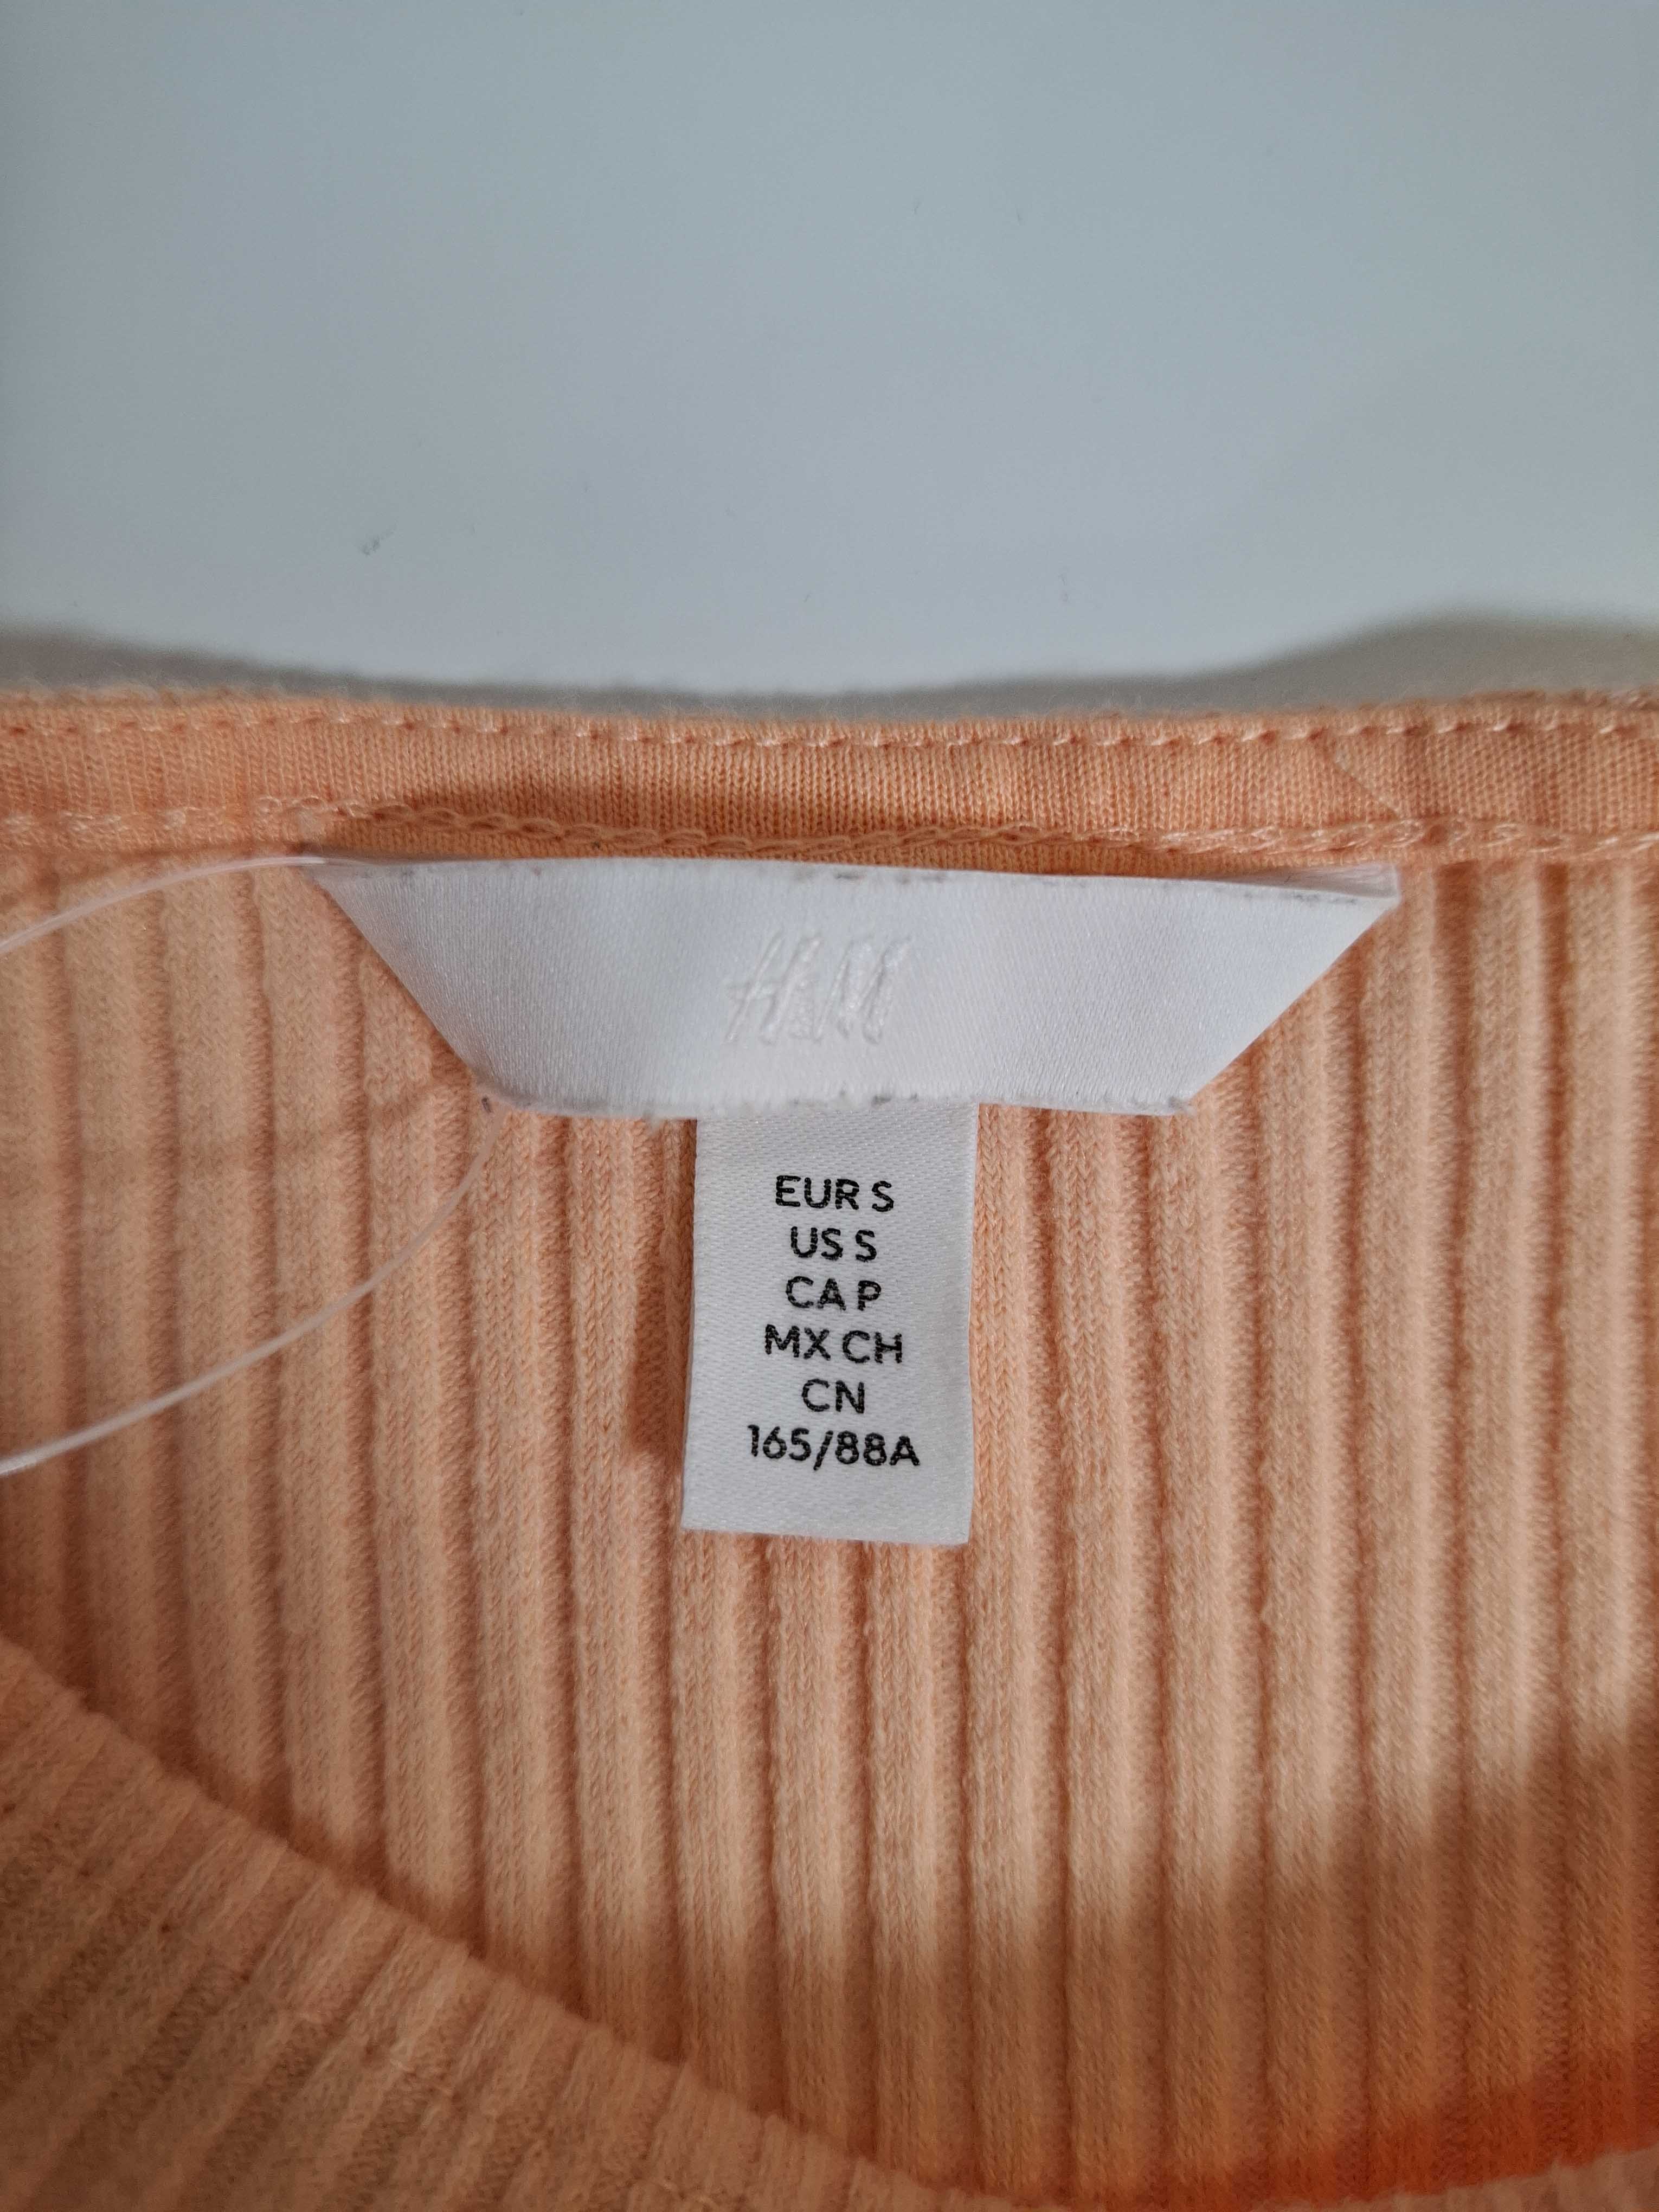 H&M
EUR S
US S
CA P
MX CH
CN
165/88A